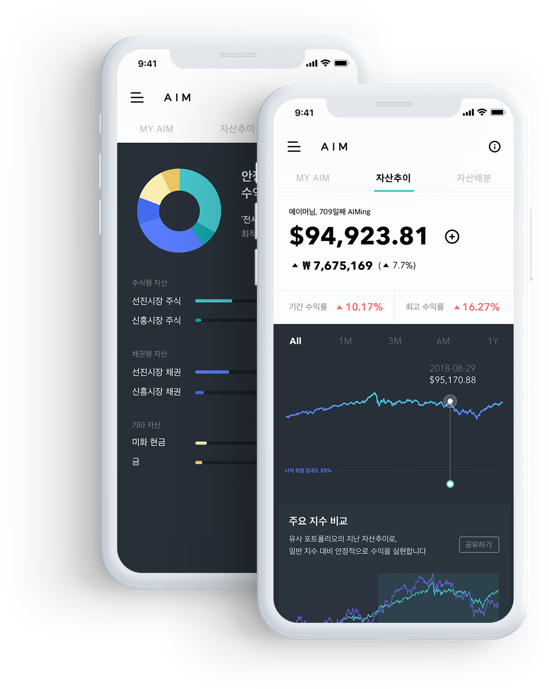 9:41
AIM
MY AIM
자산추이
수익
'전세
최적
주식형 자산
선진시장 주식
신흥시장 주식
채권형 자산
선진시장 채권
신흥시장 채권
기타 자산
미화 현금
금
9:41
AIM
MY AIM 자산추이 자산배분
에이머님, 709일째 AIMing
$94,923.81
▲ ₩ 7,675,169 (▲ 7.7%)
기간 수익률 ▲ 10.17% 최고 수익률 ▲ 16.27%
All 1M 3M 6M 1Y
2018-08-29
$95,170.88
나의 위험 감내도 25%
주요 지수 비교
유사 포트폴리오의 지난 자산추이로,
일반 지수 대비 안정적으로 수익을 실현합니다
공유하기